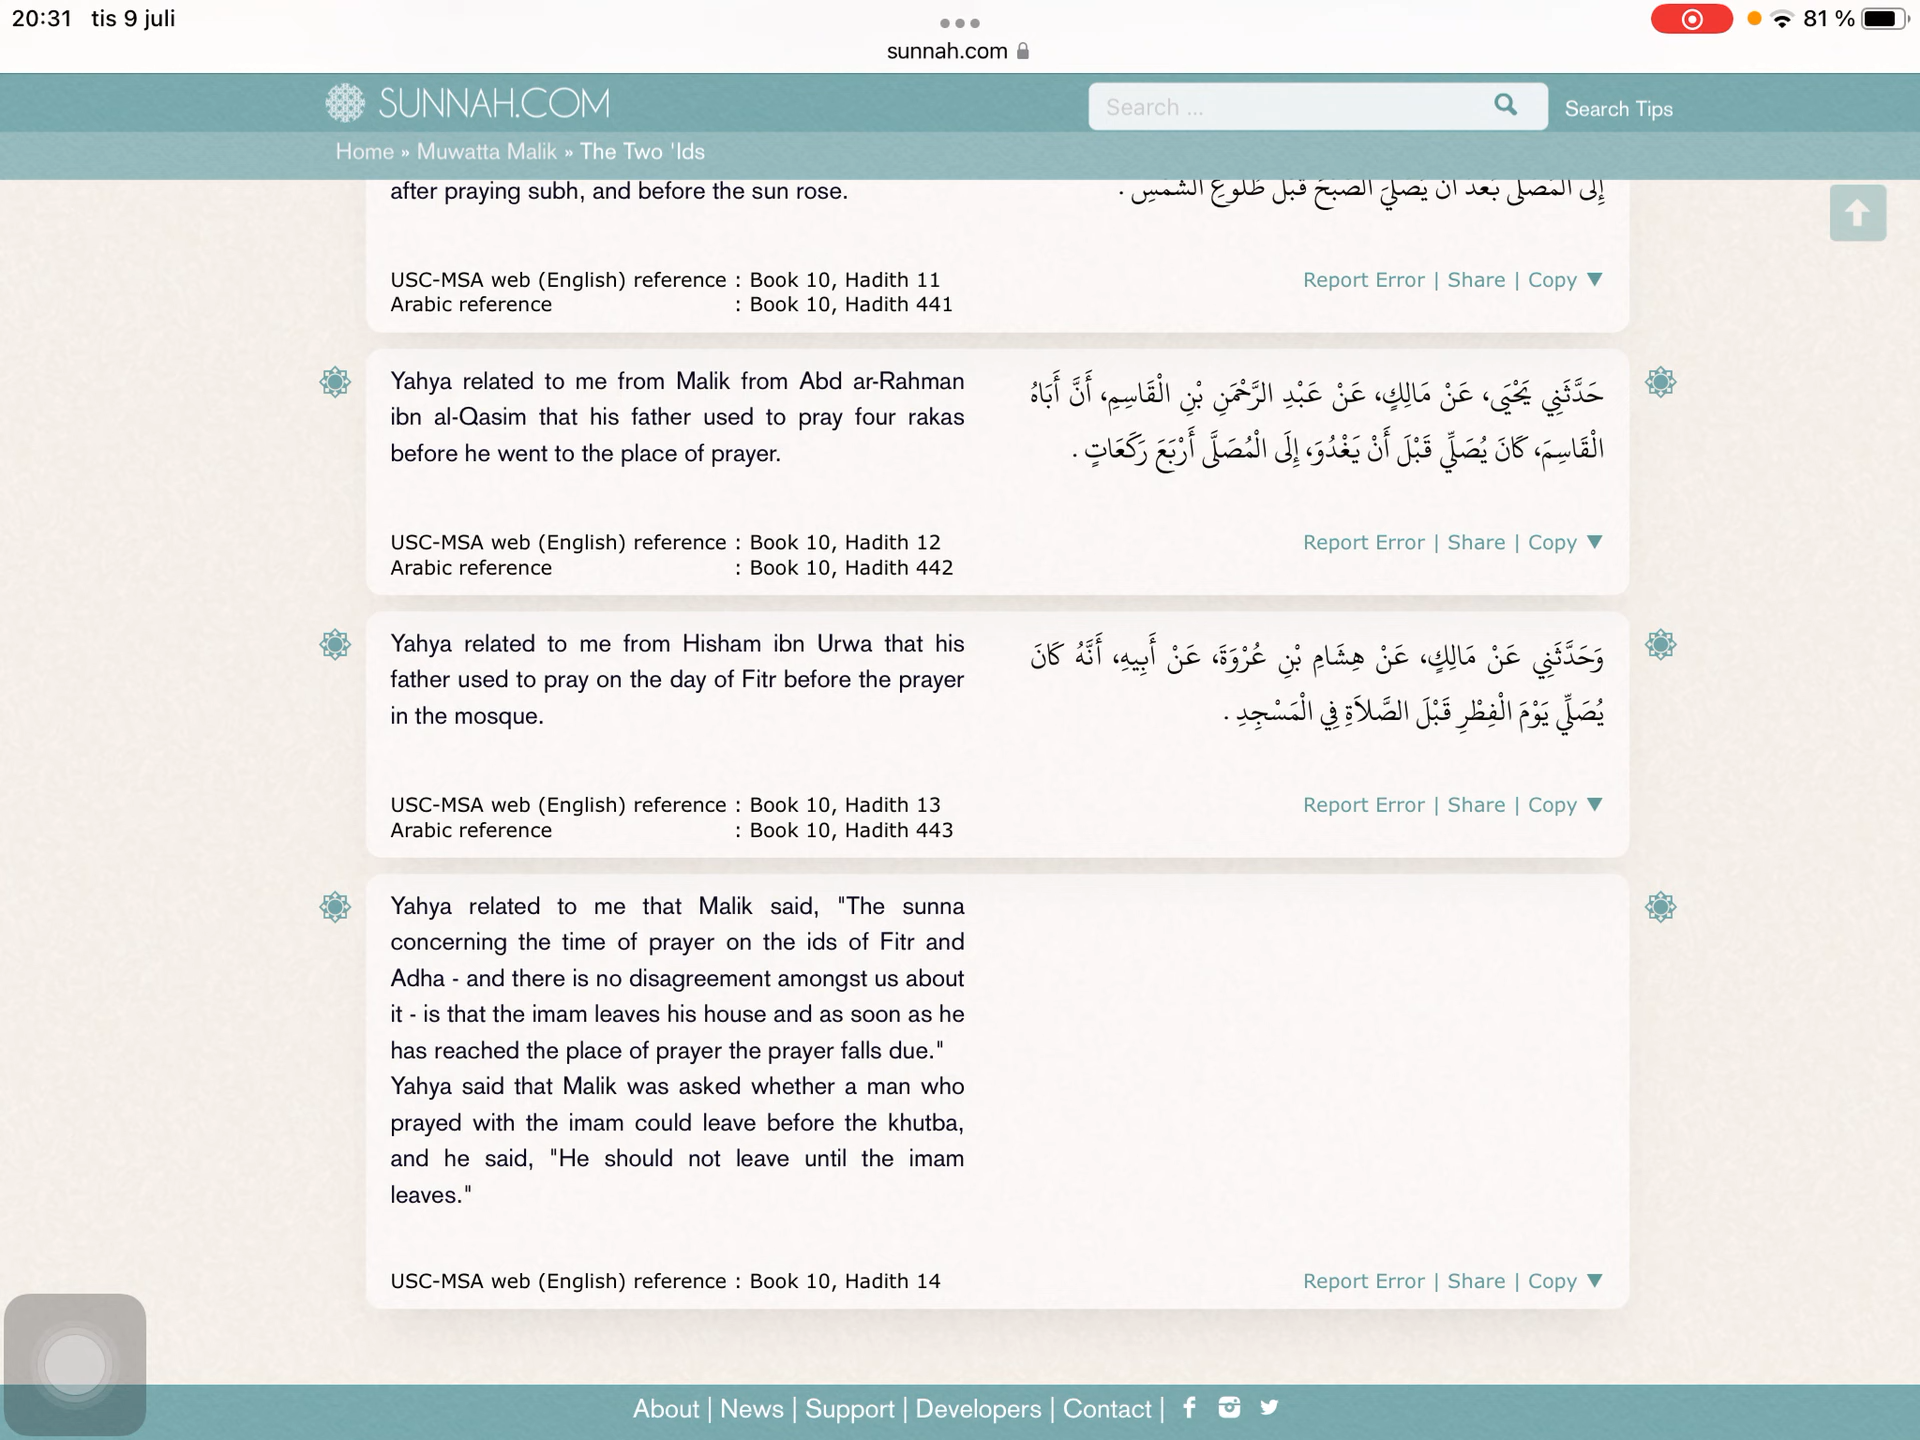 20:31 tis 9 juli
81 %
sunnah.com
SUNNAH.COM
Search ...
Search Tips
Home » Muwatta Malik » The Two 'Ids
after praying subh, and before the sun rose.
إِلَى الْمُصَلَّى بَعْدَ أَنْ يُصَلِّيَ الصُّبْحَ قَبْلَ طُلُوعِ الشَّمْسِ .
USC-MSA web (English) reference : Book 10, Hadith 11
Arabic reference : Book 10, Hadith 441
Report Error | Share | Copy ▼
Yahya related to me from Malik from Abd ar-Rahman
ibn al-Qasim that his father used to pray four rakas
before he went to the place of prayer.
حَدَّثَنِي يَحْيَى، عَنْ مَالِكٍ، عَنْ عَبْدِ الرَّحْمَنِ بْنِ الْقَاسِمِ، أَنَّ أَبَاهُ
الْقَاسِمَ، كَانَ يُصَلِّي قَبْلَ أَنْ يَغْدُوَ، إِلَى الْمُصَلَّى أَرْبَعَ رَكَعَاتٍ .
USC-MSA web (English) reference : Book 10, Hadith 12
Arabic reference : Book 10, Hadith 442
Report Error | Share | Copy ▼
Yahya related to me from Hisham ibn Urwa that his
father used to pray on the day of Fitr before the prayer
in the mosque.
وَحَدَّثَنِي عَنْ مَالِكٍ، عَنْ هِشَامِ بْنِ عُرْوَةَ، عَنْ أَبِيهِ، أَنَّهُ كَانَ
يُصَلِّي يَوْمَ الْفِطْرِ قَبْلَ الصَّلاَةِ فِي الْمَسْجِدِ .
USC-MSA web (English) reference : Book 10, Hadith 13
Arabic reference : Book 10, Hadith 443
Report Error | Share | Copy ▼
Yahya related to me that Malik said, "The sunna
concerning the time of prayer on the ids of Fitr and
Adha - and there is no disagreement amongst us about
it - is that the imam leaves his house and as soon as he
has reached the place of prayer the prayer falls due."
Yahya said that Malik was asked whether a man who
prayed with the imam could leave before the khutba,
and he said, "He should not leave until the imam
leaves."
USC-MSA web (English) reference : Book 10, Hadith 14
Report Error | Share | Copy ▼
About | News | Support | Developers | Contact |